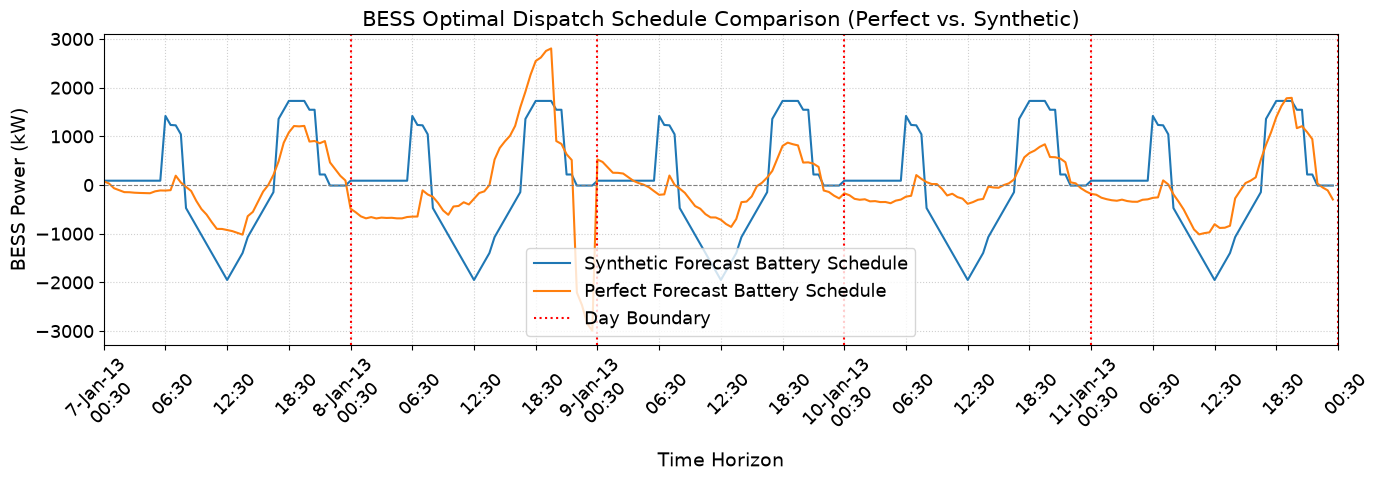 BESS Optimal Dispatch Schedule Comparison (Perfect vs. Synthetic)
BESS Power (kW)
3000
2000
1000
0
−1000
−2000
−3000
Synthetic Forecast Battery Schedule
Perfect Forecast Battery Schedule
Day Boundary
7-Jan-13
00:30
06:30
12:30
18:30
8-Jan-13
00:30
06:30
12:30
18:30
9-Jan-13
00:30
06:30
12:30
18:30
10-Jan-13
00:30
06:30
12:30
18:30
11-Jan-13
00:30
06:30
12:30
18:30
00:30
Time Horizon